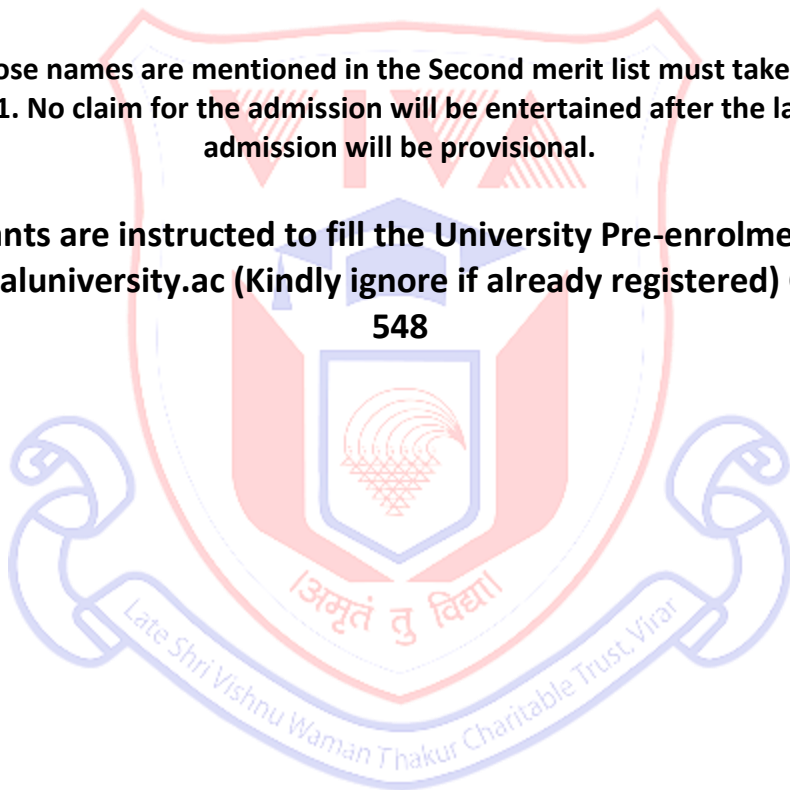 ose names are mentioned in the Second merit list must take
1. No claim for the admission will be entertained after the la
admission will be provisional.
VIVA
nts are instructed to fill the University Pre-enrolme
aluniversity.ac (Kindly ignore if already registered)
548
।अमृतं तु विद्या।
Late Shri Vishnu Waman Thakur Charitable Trust, Virar